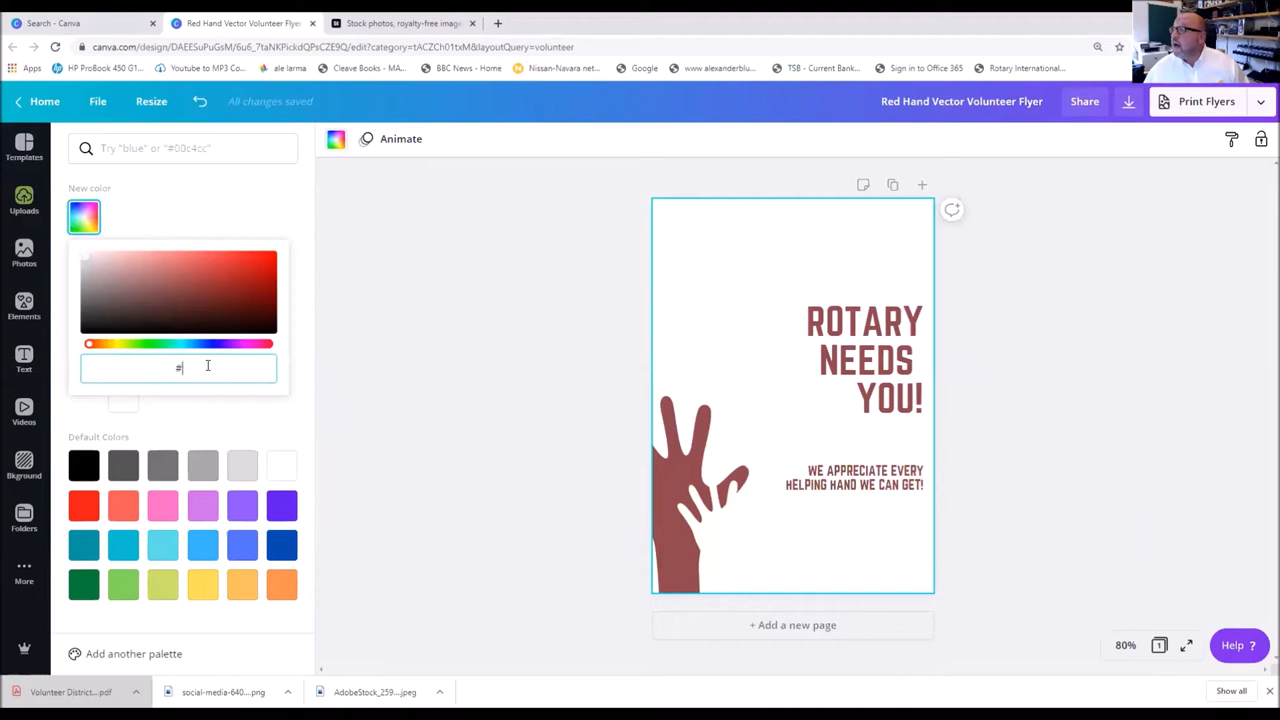 Search - Canva
Red Hand Vector Volunteer Flyer
Stock photos, royalty-free image
canva.com/design/DAEESuPuGsM/6u6_7taNKPickdQPsCZE9Q/edit?category=tACZCh01txM&layoutQuery=volunteer
Apps
HP ProBook 450 G1...
Youtube to MP3 Co...
ale larma
Cleave Books - MA...
BBC News - Home
Nissan-Navara net...
Google
www.alexanderblu...
TSB - Current Bank...
Sign in to Office 365
Rotary International...
Home
File
Resize
All changes saved
Red Hand Vector Volunteer Flyer
Share
Print Flyers
Templates
Uploads
Photos
Elements
Text
Videos
Bkground
Folders
More
Try "blue" or "#00c4cc"
New color
#
Default Colors
Add another palette
Animate
ROTARY
NEEDS
YOU!
WE APPRECIATE EVERY
HELPING HAND WE CAN GET!
+ Add a new page
80%
1
Help ?
Volunteer District....pdf
social-media-640....png
AdobeStock_259....jpeg
Show all